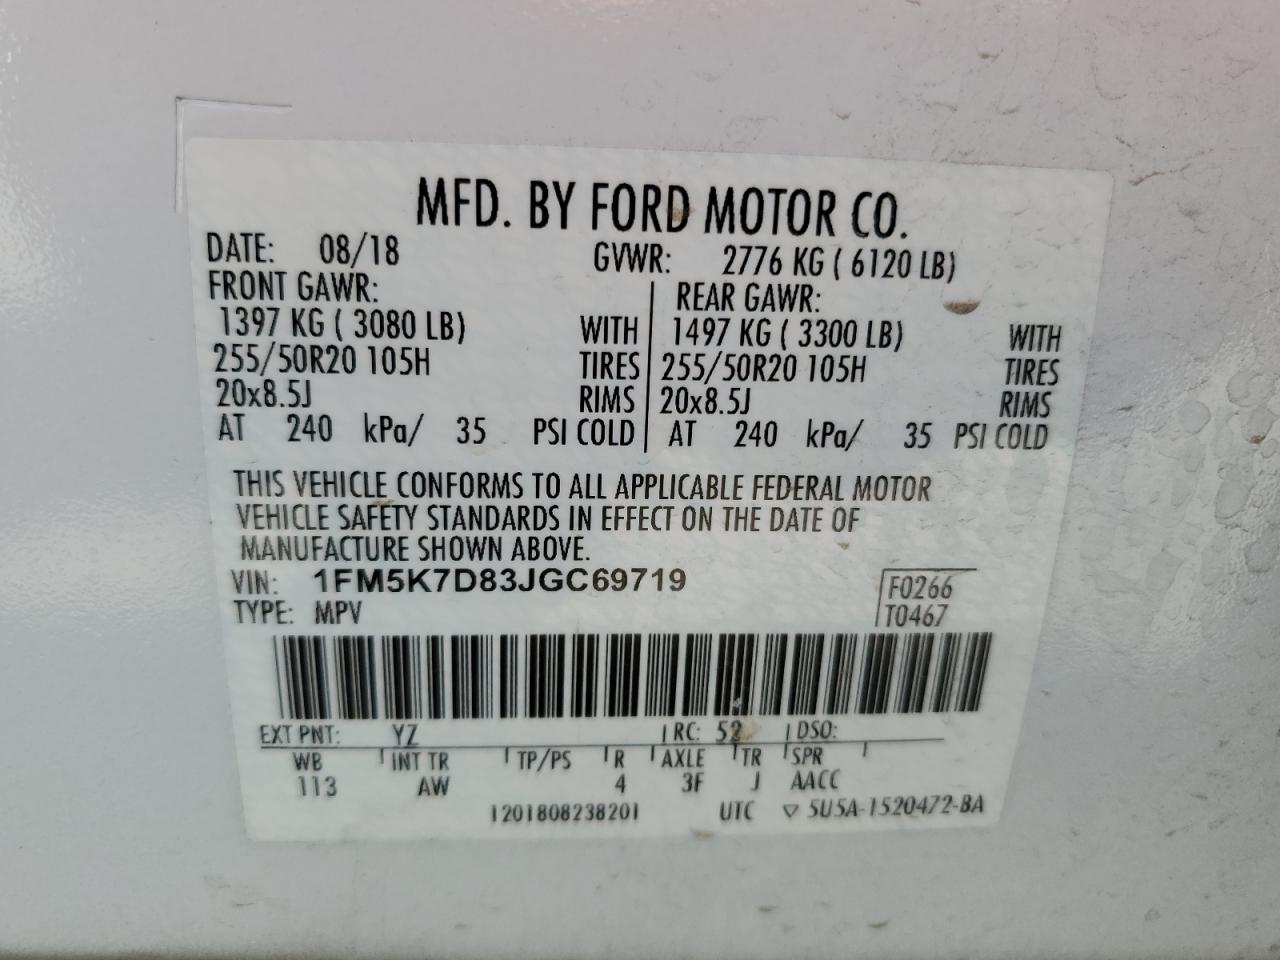 MFD. BY FORD MOTOR CO.
DATE: 08/18 GVWR: 2776 KG ( 6120 LB)
FRONT GAWR: REAR GAWR:
1397 KG ( 3080 LB) WITH 1497 KG ( 3300 LB) WITH
255/50R20 105H TIRES 255/50R20 105H TIRES
20x8.5J RIMS 20x8.5J RIMS
AT 240 kPa/ 35 PSI COLD AT 240 kPa/ 35 PSI COLD
THIS VEHICLE CONFORMS TO ALL APPLICABLE FEDERAL MOTOR
VEHICLE SAFETY STANDARDS IN EFFECT ON THE DATE OF
MANUFACTURE SHOWN ABOVE.
VIN: 1FM5K7D83JGC69719 F0266
TYPE: MPV T0467
EXT PNT: YZ RC: 52 DSO:
WB INT TR TP/PS R AXLE TR SPR
113 AW 4 3F J AACC
1201808238201 UTC ▽ 5U5A-1520472-BA